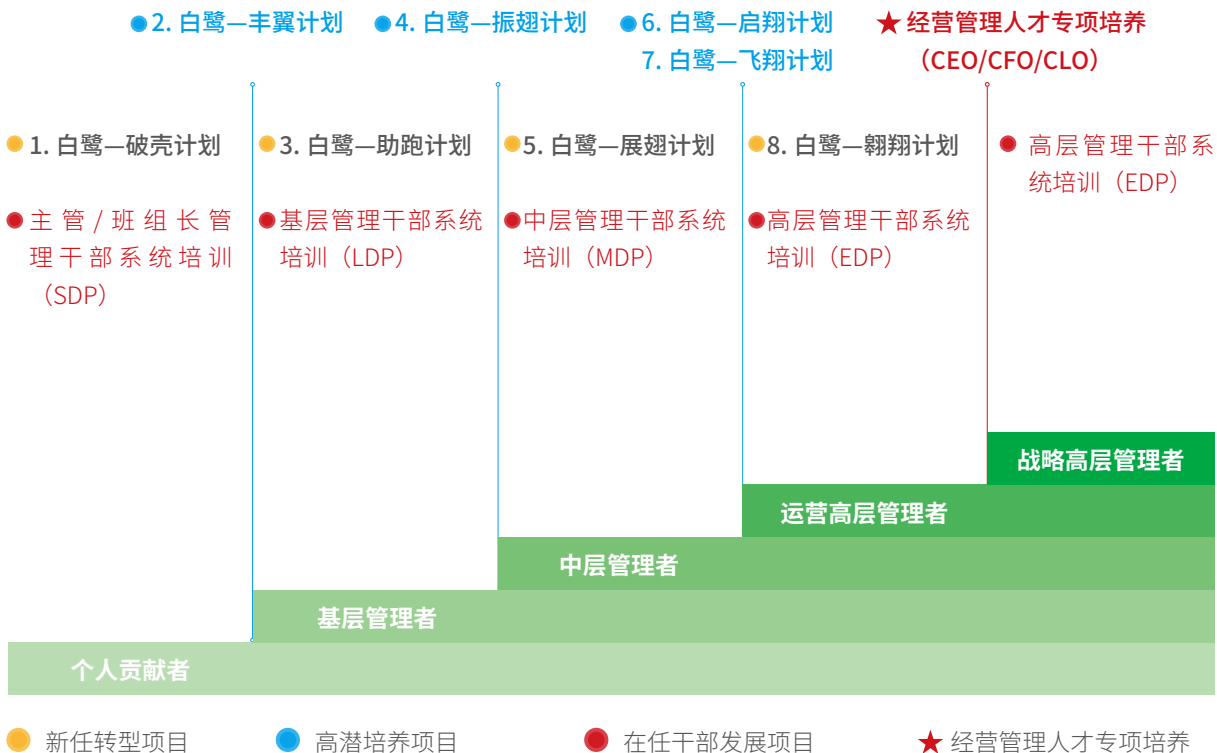 2. 白鹭—丰翼计划
4. 白鹭—振翅计划
6. 白鹭—启翔计划
7. 白鹭—飞翔计划
★ 经营管理人才专项培养
（CEO/CFO/CLO）
1. 白鹭—破壳计划
主管/班组长管
理干部系统培训
（SDP）
3. 白鹭—助跑计划
基层管理干部系统
培训（LDP）
5. 白鹭—展翅计划
中层管理干部系统
培训（MDP）
8. 白鹭—翱翔计划
高层管理干部系统
培训（EDP）
高层管理干部系
统培训（EDP）
战略高层管理者
运营高层管理者
中层管理者
基层管理者
个人贡献者
新任转型项目
高潜培养项目
在任干部发展项目
★ 经营管理人才专项培养